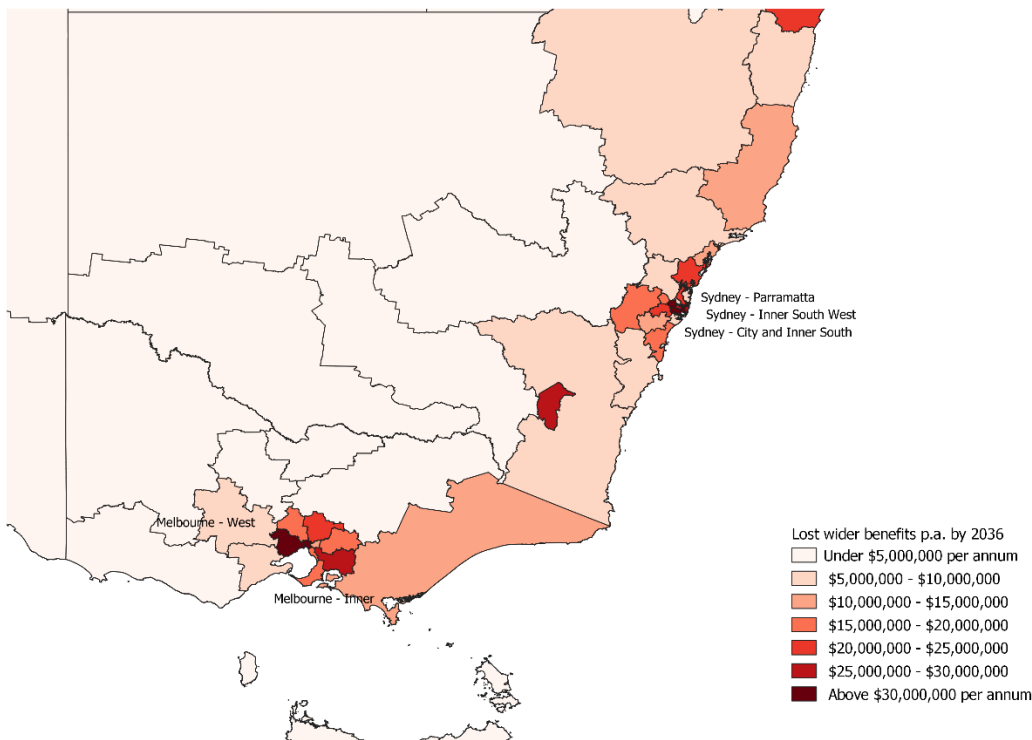 Sydney - Parramatta
Sydney - Inner South West
Sydney - City and Inner South
Melbourne - West
Melbourne - Inner
Lost wider benefits p.a. by 2036
Under $5,000,000 per annum
$5,000,000 - $10,000,000
$10,000,000 - $15,000,000
$15,000,000 - $20,000,000
$20,000,000 - $25,000,000
$25,000,000 - $30,000,000
Above $30,000,000 per annum